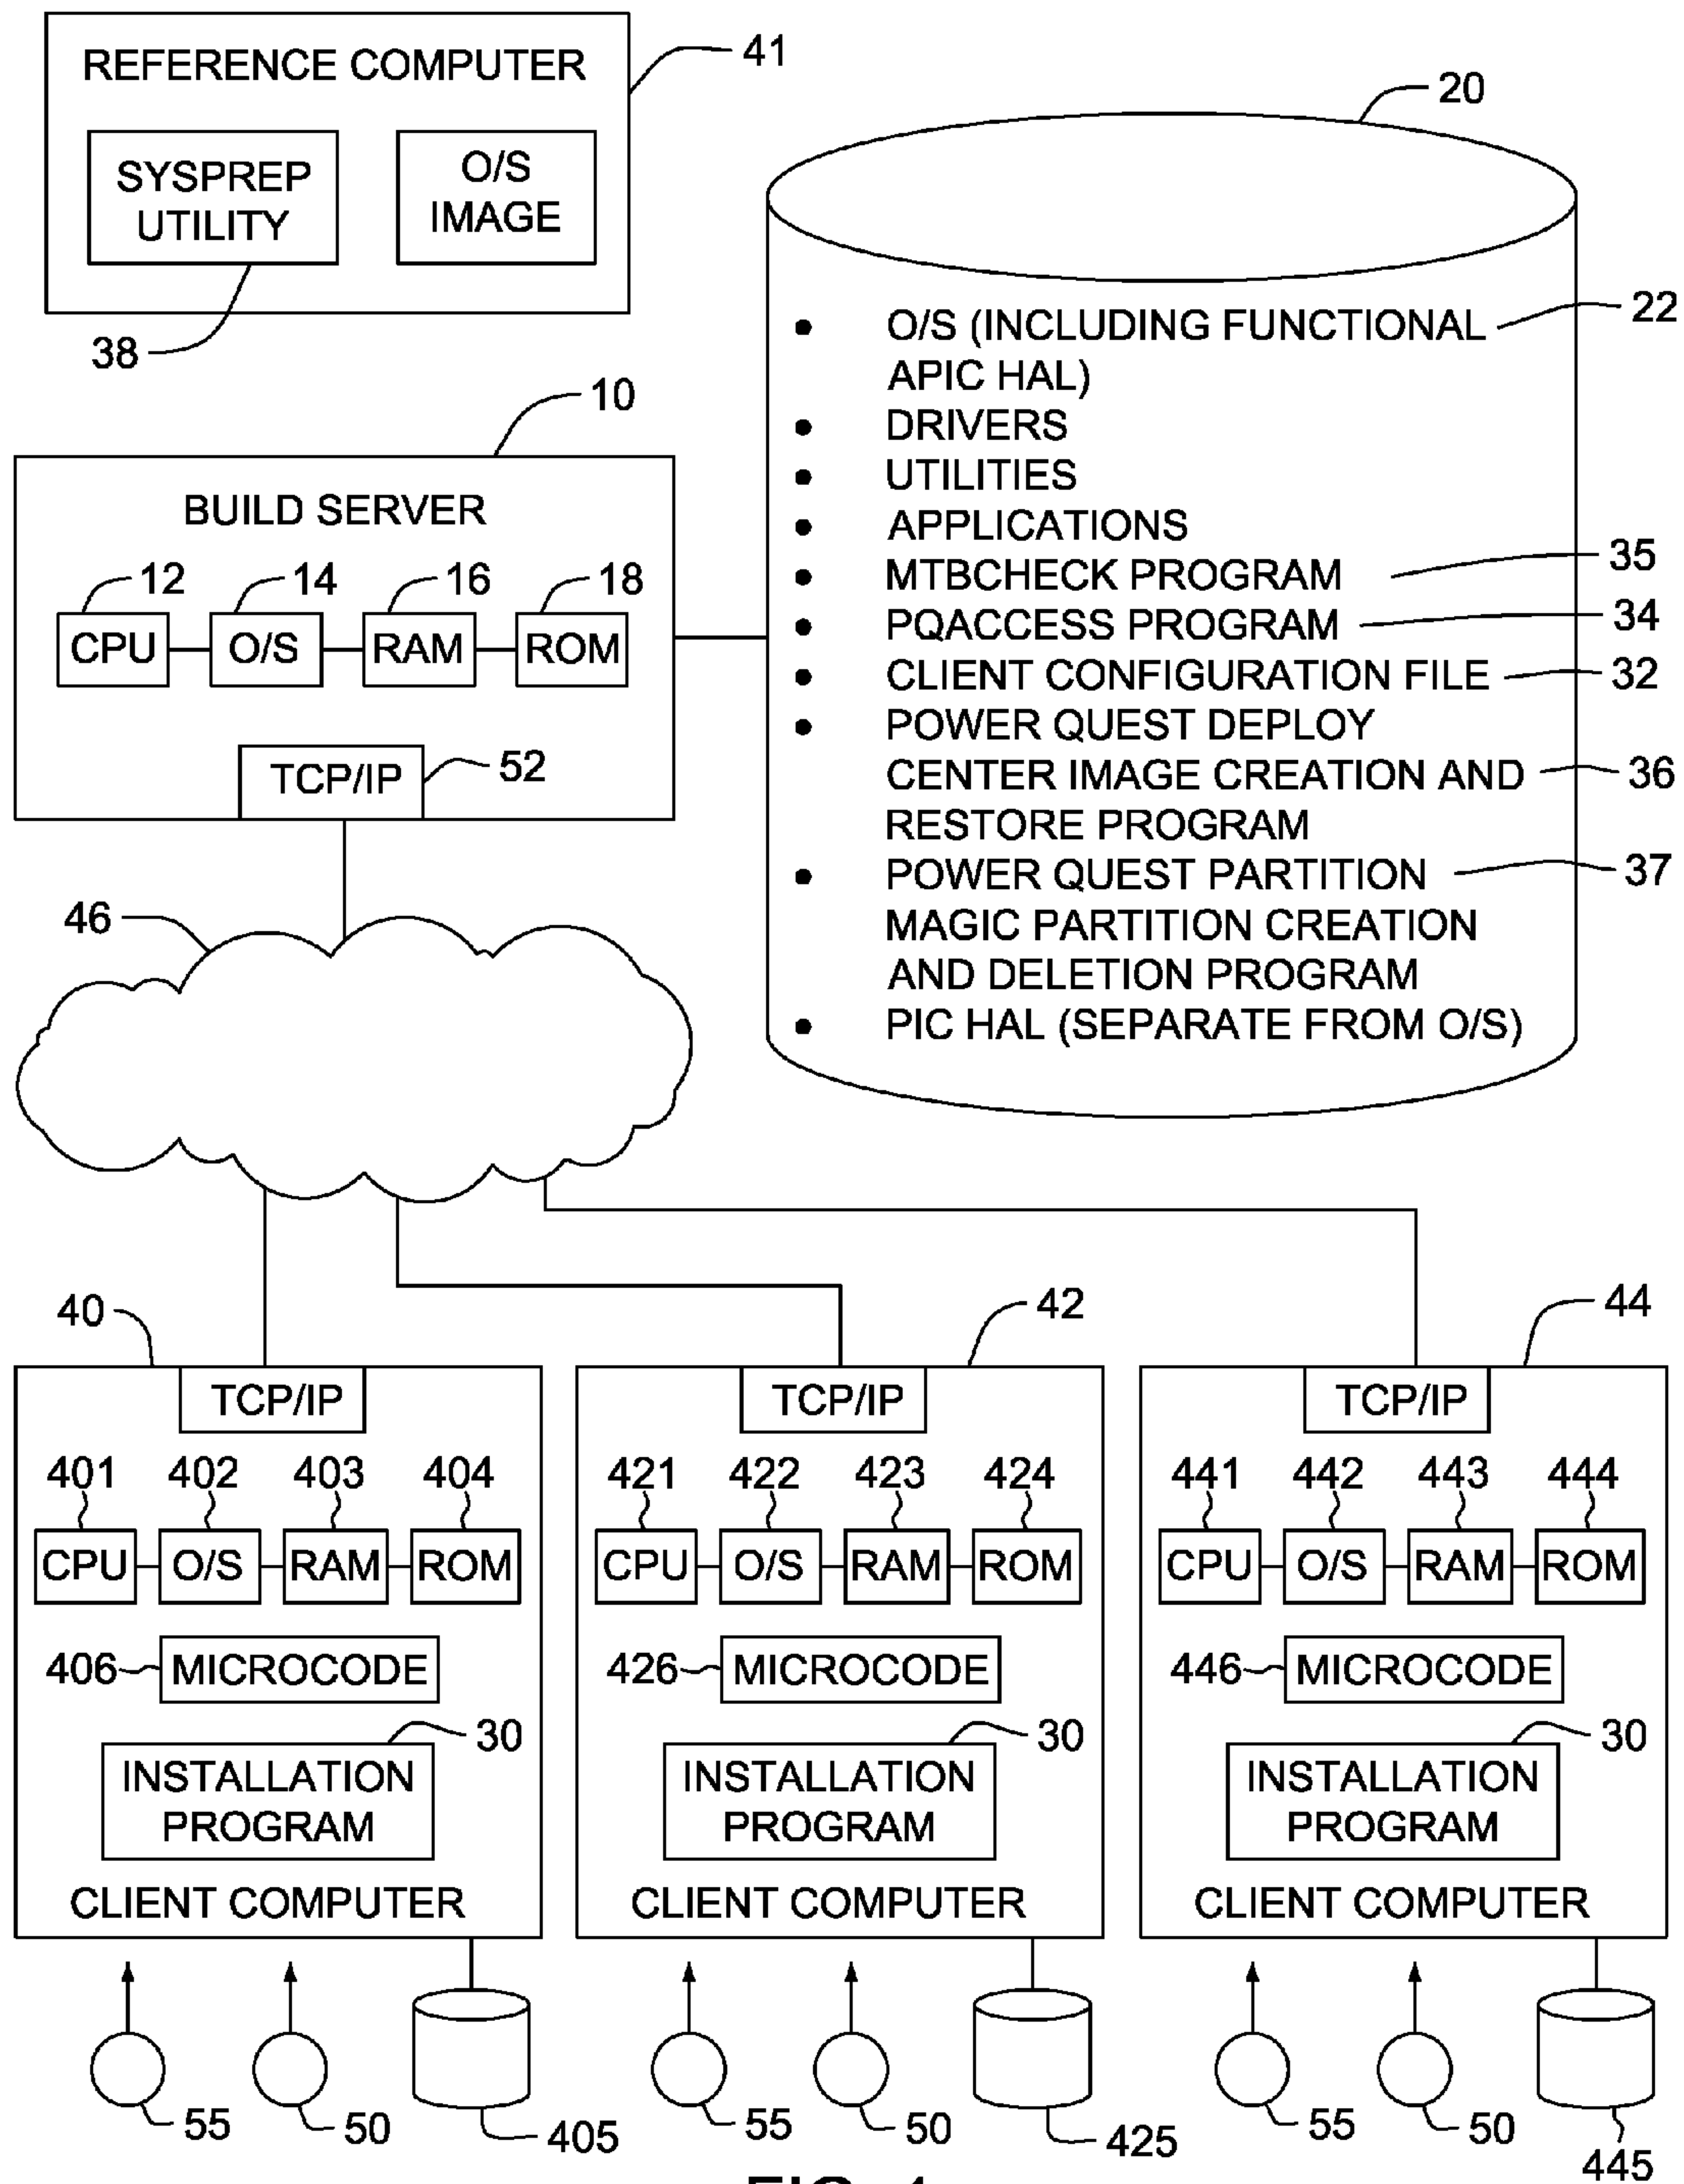 REFERENCE COMPUTER
41
SYSPREP
UTILITY
O/S
IMAGE
38
20
O/S (INCLUDING FUNCTIONAL
22
APIC HAL)
DRIVERS
UTILITIES
APPLICATIONS
MTBCHECK PROGRAM
35
PQACCESS PROGRAM
34
CLIENT CONFIGURATION FILE
32
POWER QUEST DEPLOY
CENTER IMAGE CREATION AND
36
RESTORE PROGRAM
POWER QUEST PARTITION
37
MAGIC PARTITION CREATION
AND DELETION PROGRAM
PIC HAL (SEPARATE FROM O/S)
10
BUILD SERVER
12 14 16 18
CPU O/S RAM ROM
TCP/IP
52
46
40
TCP/IP
401 402 403 404
CPU O/S RAM ROM
406 MICROCODE
30
INSTALLATION
PROGRAM
CLIENT COMPUTER
55 50 405
42
TCP/IP
421 422 423 424
CPU O/S RAM ROM
426 MICROCODE
30
INSTALLATION
PROGRAM
CLIENT COMPUTER
55 50 425
44
TCP/IP
441 442 443 444
CPU O/S RAM ROM
446 MICROCODE
30
INSTALLATION
PROGRAM
CLIENT COMPUTER
55 50 445